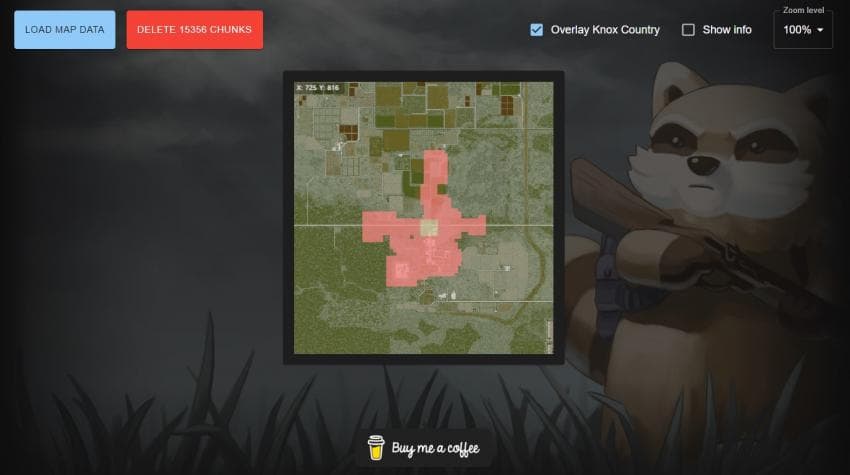 LOAD MAP DATA
DELETE 15356 CHUNKS
Overlay Knox Country
Show info
Zoom level
100%
X: 725 Y: 816
Buy me a coffee